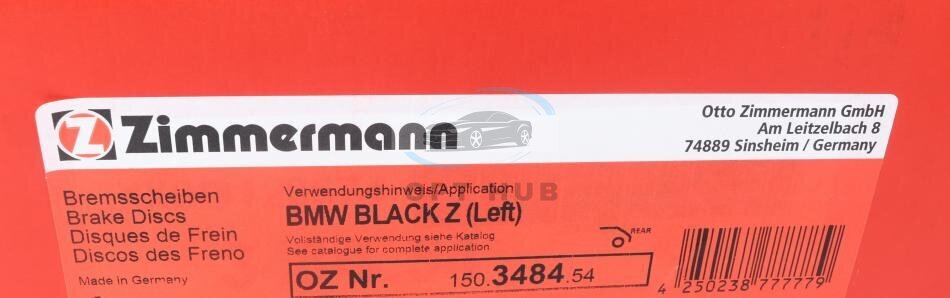 Z Zimmermann
Otto Zimmermann GmbH
Am Leitzelbach 8
74889 Sinsheim / Germany
Bremsscheiben
Brake Discs
Disques de Frein
Discos des Freno
Made in Germany
Verwendungshinweis/Application
OPT HUB
BMW BLACK Z (Left)
Vollständige Verwendung siehe Katalog
See catalogue for complete application
REAR
OZ Nr. 150.3484.54
4 250238 777779